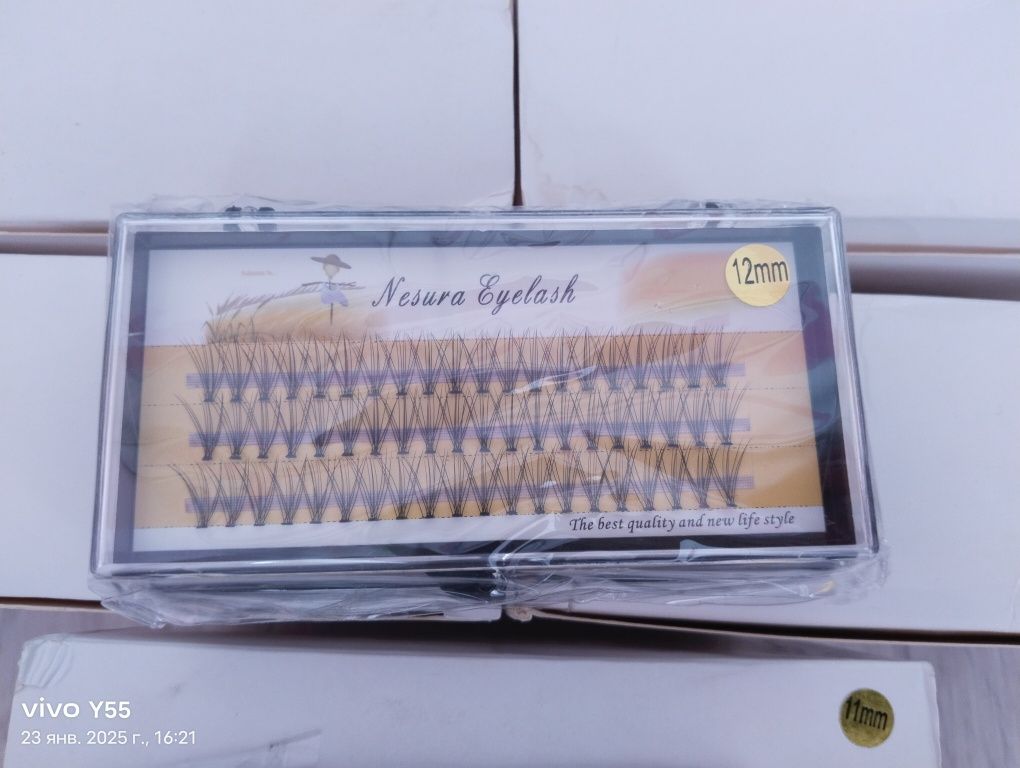 Nesura Eyelash
12mm
The best quality and new life style
11mm
vivo Y55
23 янв. 2025 г., 16:21